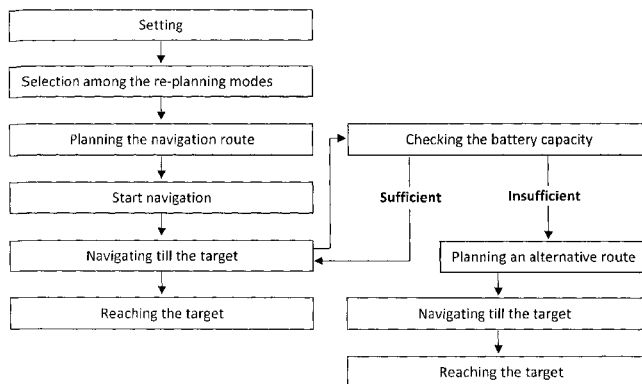 Setting
Selection among the re-planning modes
Planning the navigation route
Start navigation
Navigating till the target
Reaching the target
Checking the battery capacity
Sufficient
Insufficient
Planning an alternative route
Navigating till the target
Reaching the target